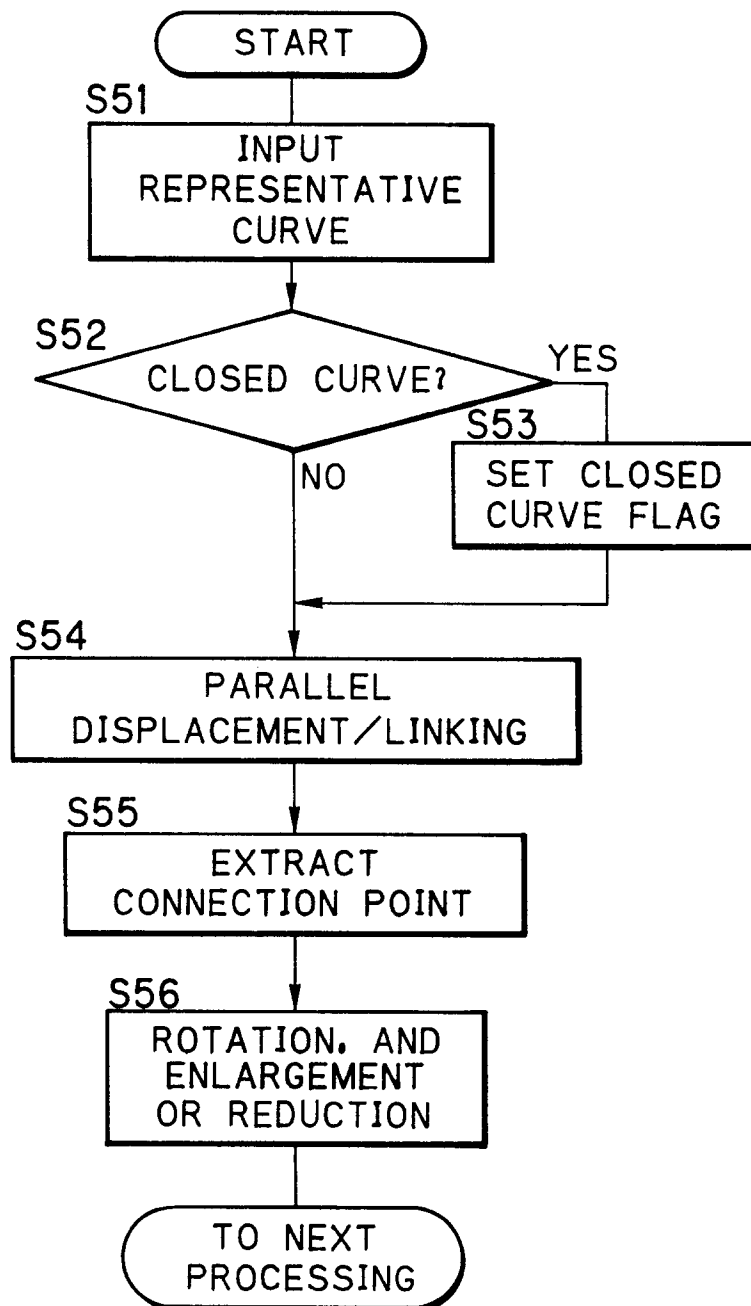 START
S51
INPUT
REPRESENTATIVE
CURVE
S52
CLOSED CURVE?
YES
S53
SET CLOSED
CURVE FLAG
NO
S54
PARALLEL
DISPLACEMENT/LINKING
S55
EXTRACT
CONNECTION POINT
S56
ROTATION. AND
ENLARGEMENT
OR REDUCTION
TO NEXT
PROCESSING